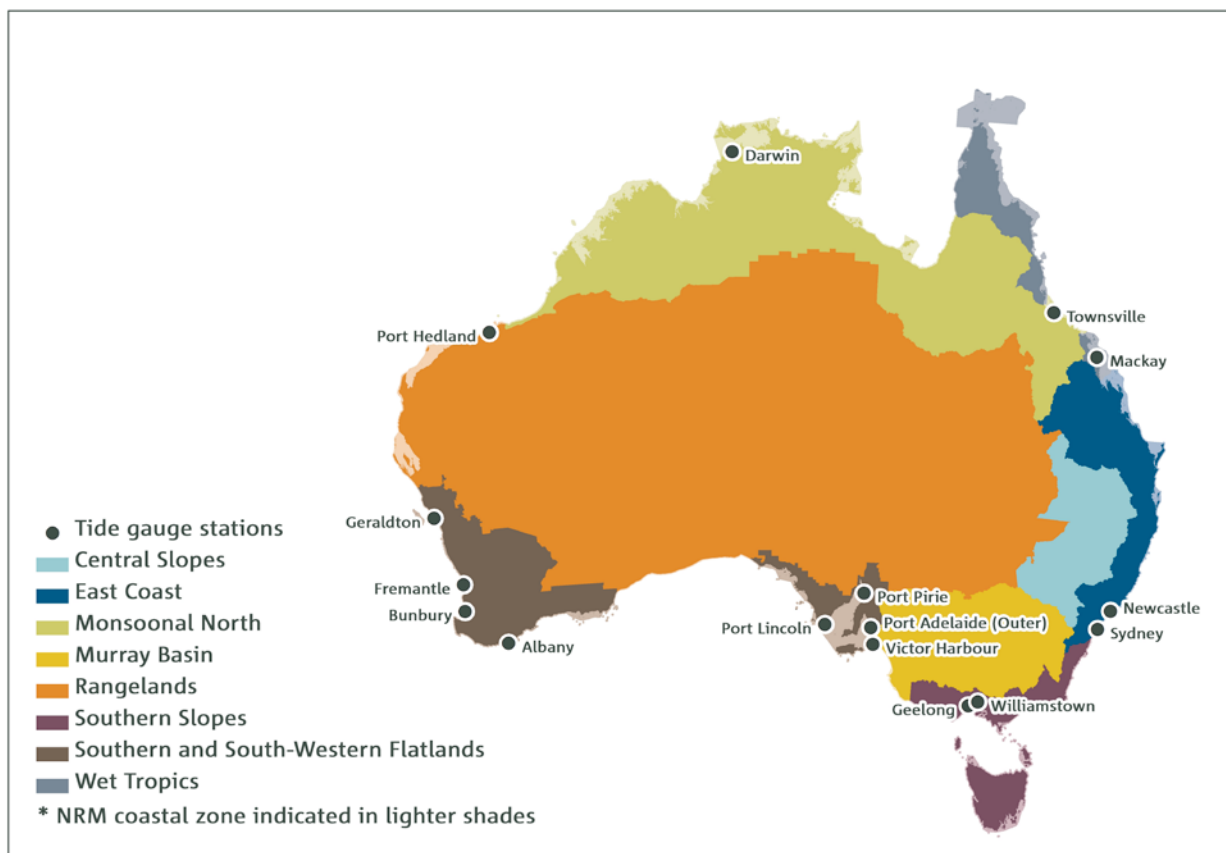 Darwin
Port Hedland
Townsville
Mackay
Geraldton
Fremantle
Bunbury
Albany
Port Lincoln
Port Pirie
Port Adelaide (Outer)
Victor Harbour
Newcastle
Sydney
Geelong
Williamstown
Tide gauge stations
Central Slopes
East Coast
Monsoonal North
Murray Basin
Rangelands
Southern Slopes
Southern and South-Western Flatlands
Wet Tropics
* NRM coastal zone indicated in lighter shades